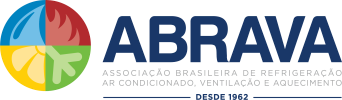 ABRAVA
ASSOCIAÇÃO BRASILEIRA DE REFRIGERAÇÃO
AR CONDICIONADO, VENTILAÇÃO E AQUECIMENTO
DESDE 1962